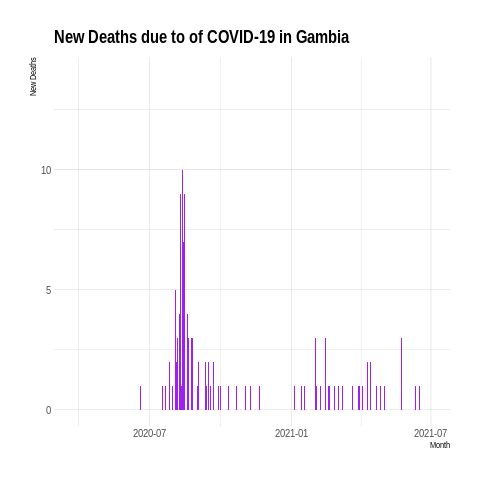 New Deaths due to of COVID-19 in Gambia
New Deaths
10
5
0
2020-07
2021-01
2021-07
Month